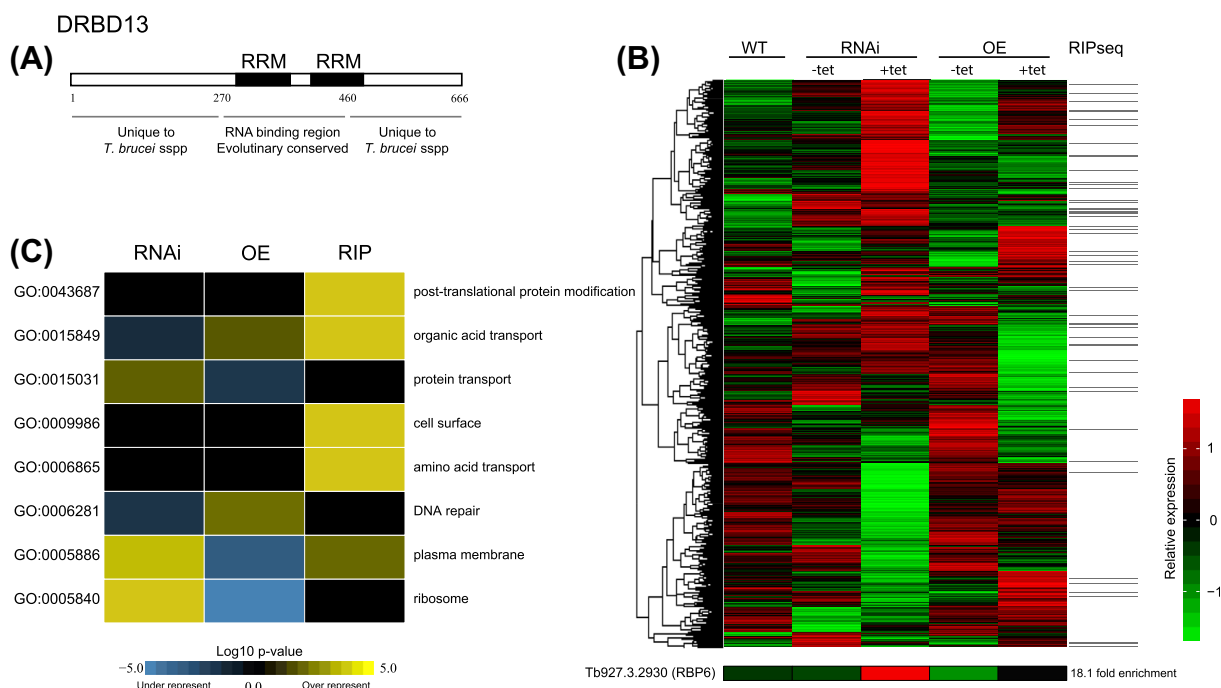 DRBD13
(A)
RRM RRM
1 270 460 666
Unique to
T. brucei sspp
RNA binding region
Evolutinary conserved
Unique to
T. brucei sspp
(B)
WT RNAi OE RIPseq
-tet +tet -tet +tet
Relative expression
1
0
−1
Tb927.3.2930 (RBP6) 18.1 fold enrichment
(C)
RNAi OE RIP
GO:0043687 post-translational protein modification
GO:0015849 organic acid transport
GO:0015031 protein transport
GO:0009986 cell surface
GO:0006865 amino acid transport
GO:0006281 DNA repair
GO:0005886 plasma membrane
GO:0005840 ribosome
Log10 p-value
−5.0 5.0
Under represent 0.0 Over represent